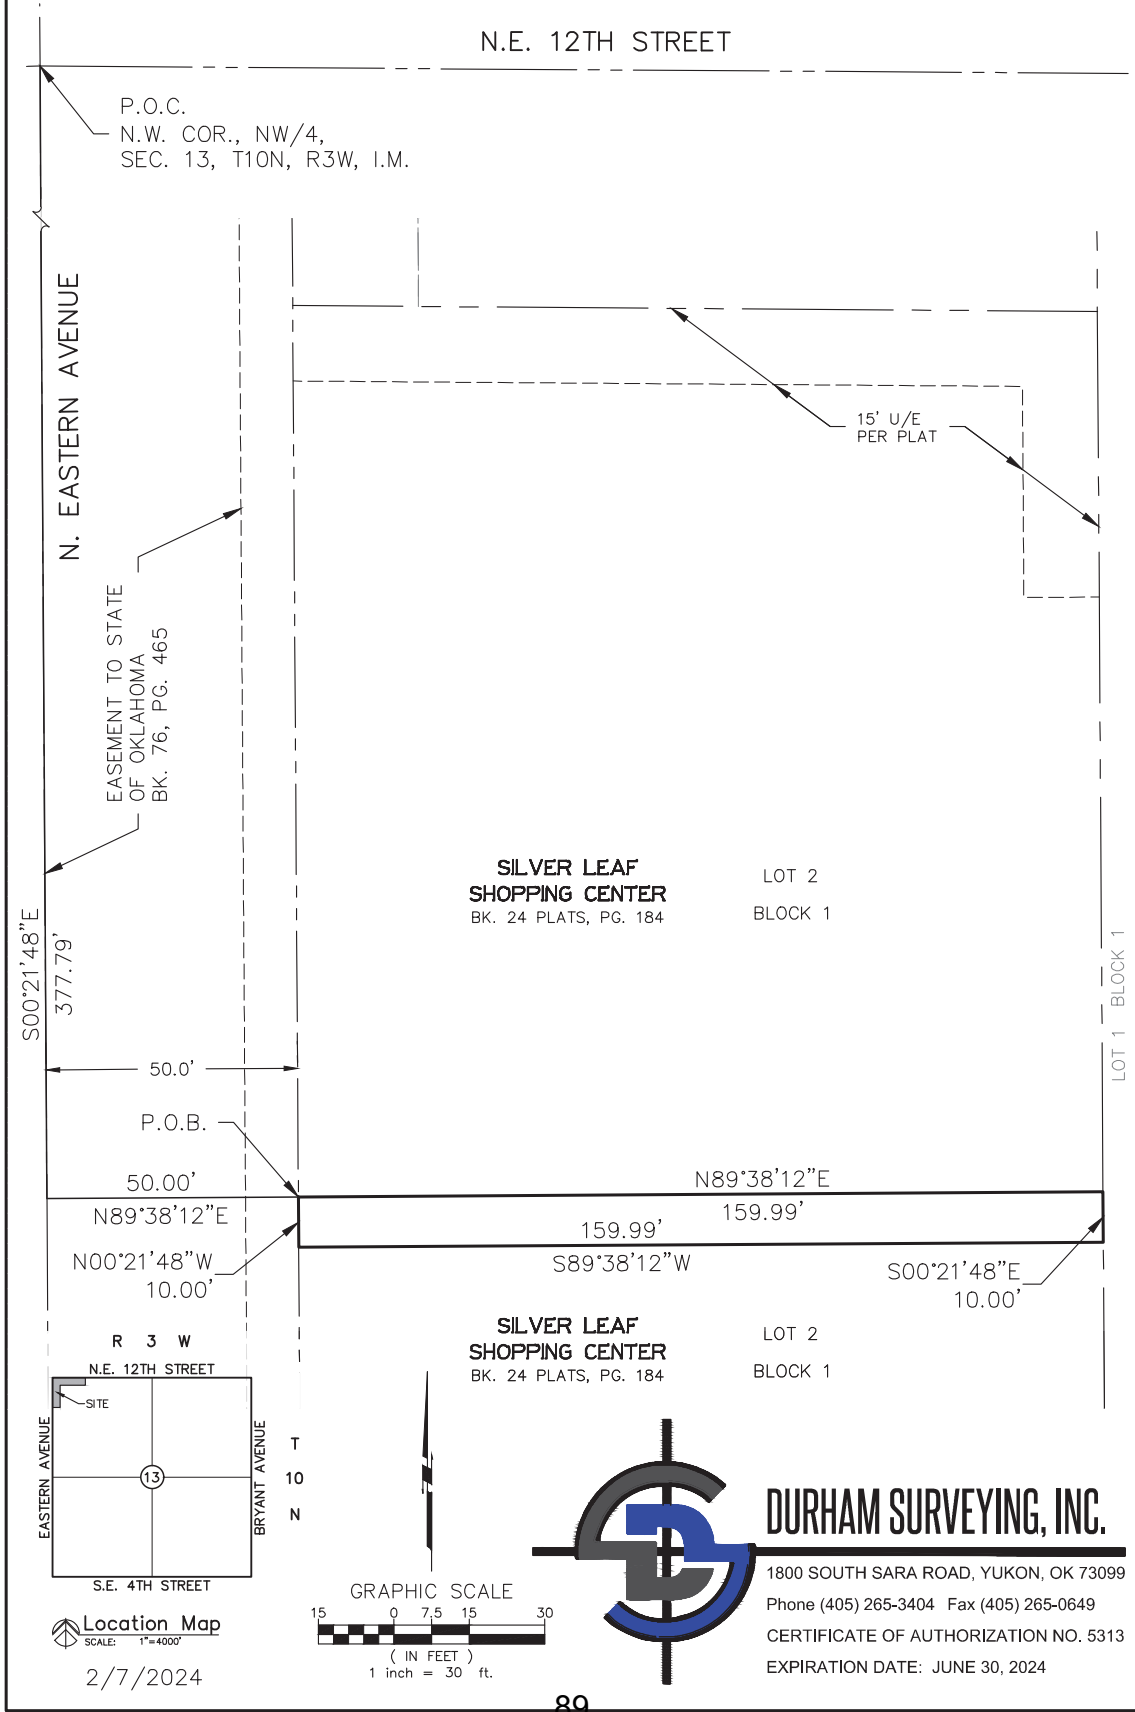 N.E. 12TH STREET
P.O.C.
N.W. COR., NW/4,
SEC. 13, T10N, R3W, I.M.
N. EASTERN AVENUE
15' U/E
PER PLAT
EASEMENT TO STATE
OF OKLAHOMA
BK. 76, PG. 465
SILVER LEAF
SHOPPING CENTER
BK. 24 PLATS, PG. 184
LOT 2
BLOCK 1
S00°21'48"E
377.79'
LOT 1 BLOCK 1
50.0'
P.O.B.
50.00'
N89°38'12"E
N89°38'12"E
159.99'
159.99'
S89°38'12"W
N00°21'48"W
10.00'
S00°21'48"E
10.00'
SILVER LEAF
SHOPPING CENTER
BK. 24 PLATS, PG. 184
LOT 2
BLOCK 1
R 3 W
N.E. 12TH STREET
SITE
EASTERN AVENUE
13
BRYANT AVENUE
T
10
N
S.E. 4TH STREET
Location Map
SCALE: 1"=4000'
2/7/2024
GRAPHIC SCALE
15 0 7.5 15 30
( IN FEET )
1 inch = 30 ft.
DURHAM SURVEYING, INC.
1800 SOUTH SARA ROAD, YUKON, OK 73099
Phone (405) 265-3404 Fax (405) 265-0649
CERTIFICATE OF AUTHORIZATION NO. 5313
EXPIRATION DATE: JUNE 30, 2024
89